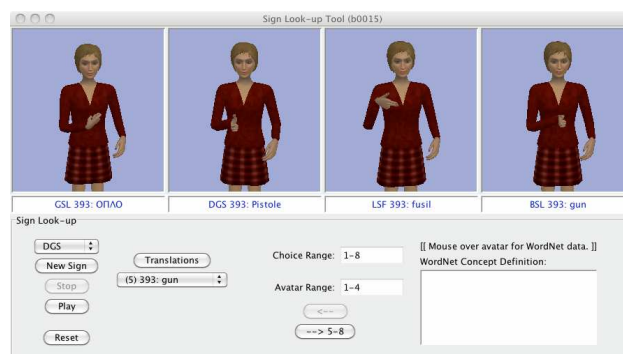 Sign Look-up Tool (b0015)
GSL 393: ΟΠΛΟ
DGS 393: Pistole
LSF 393: fusil
BSL 393: gun
Sign Look-up
DGS
New Sign
Stop
Play
Reset
Translations
(5) 393: gun
Choice Range: 1-8
Avatar Range: 1-4
<--
--> 5-8
[[ Mouse over avatar for WordNet data. ]]
WordNet Concept Definition: